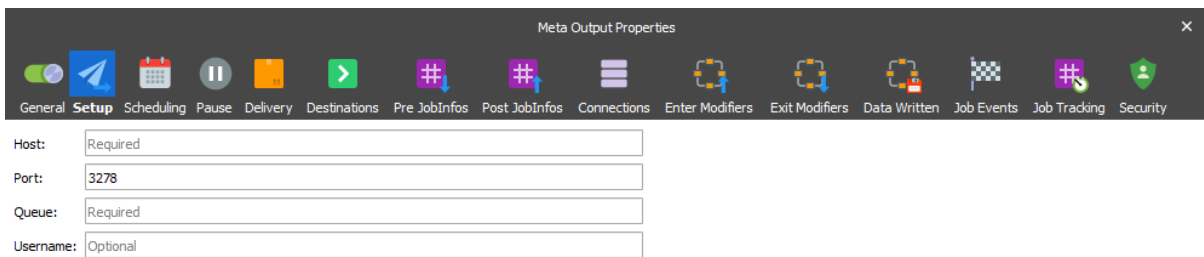 Meta Output Properties
General Setup Scheduling Pause Delivery Destinations Pre JobInfos Post JobInfos Connections Enter Modifiers Exit Modifiers Data Written Job Events Job Tracking Security
Host: Required
Port: 3278
Queue: Required
Username: Optional